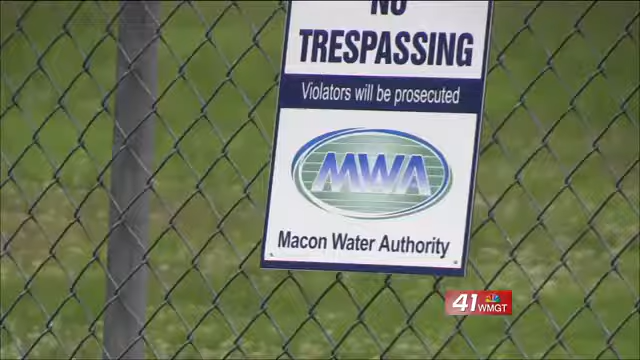 NO
TRESPASSING
Violators will be prosecuted
MWA
Macon Water Authority
41
WMGT